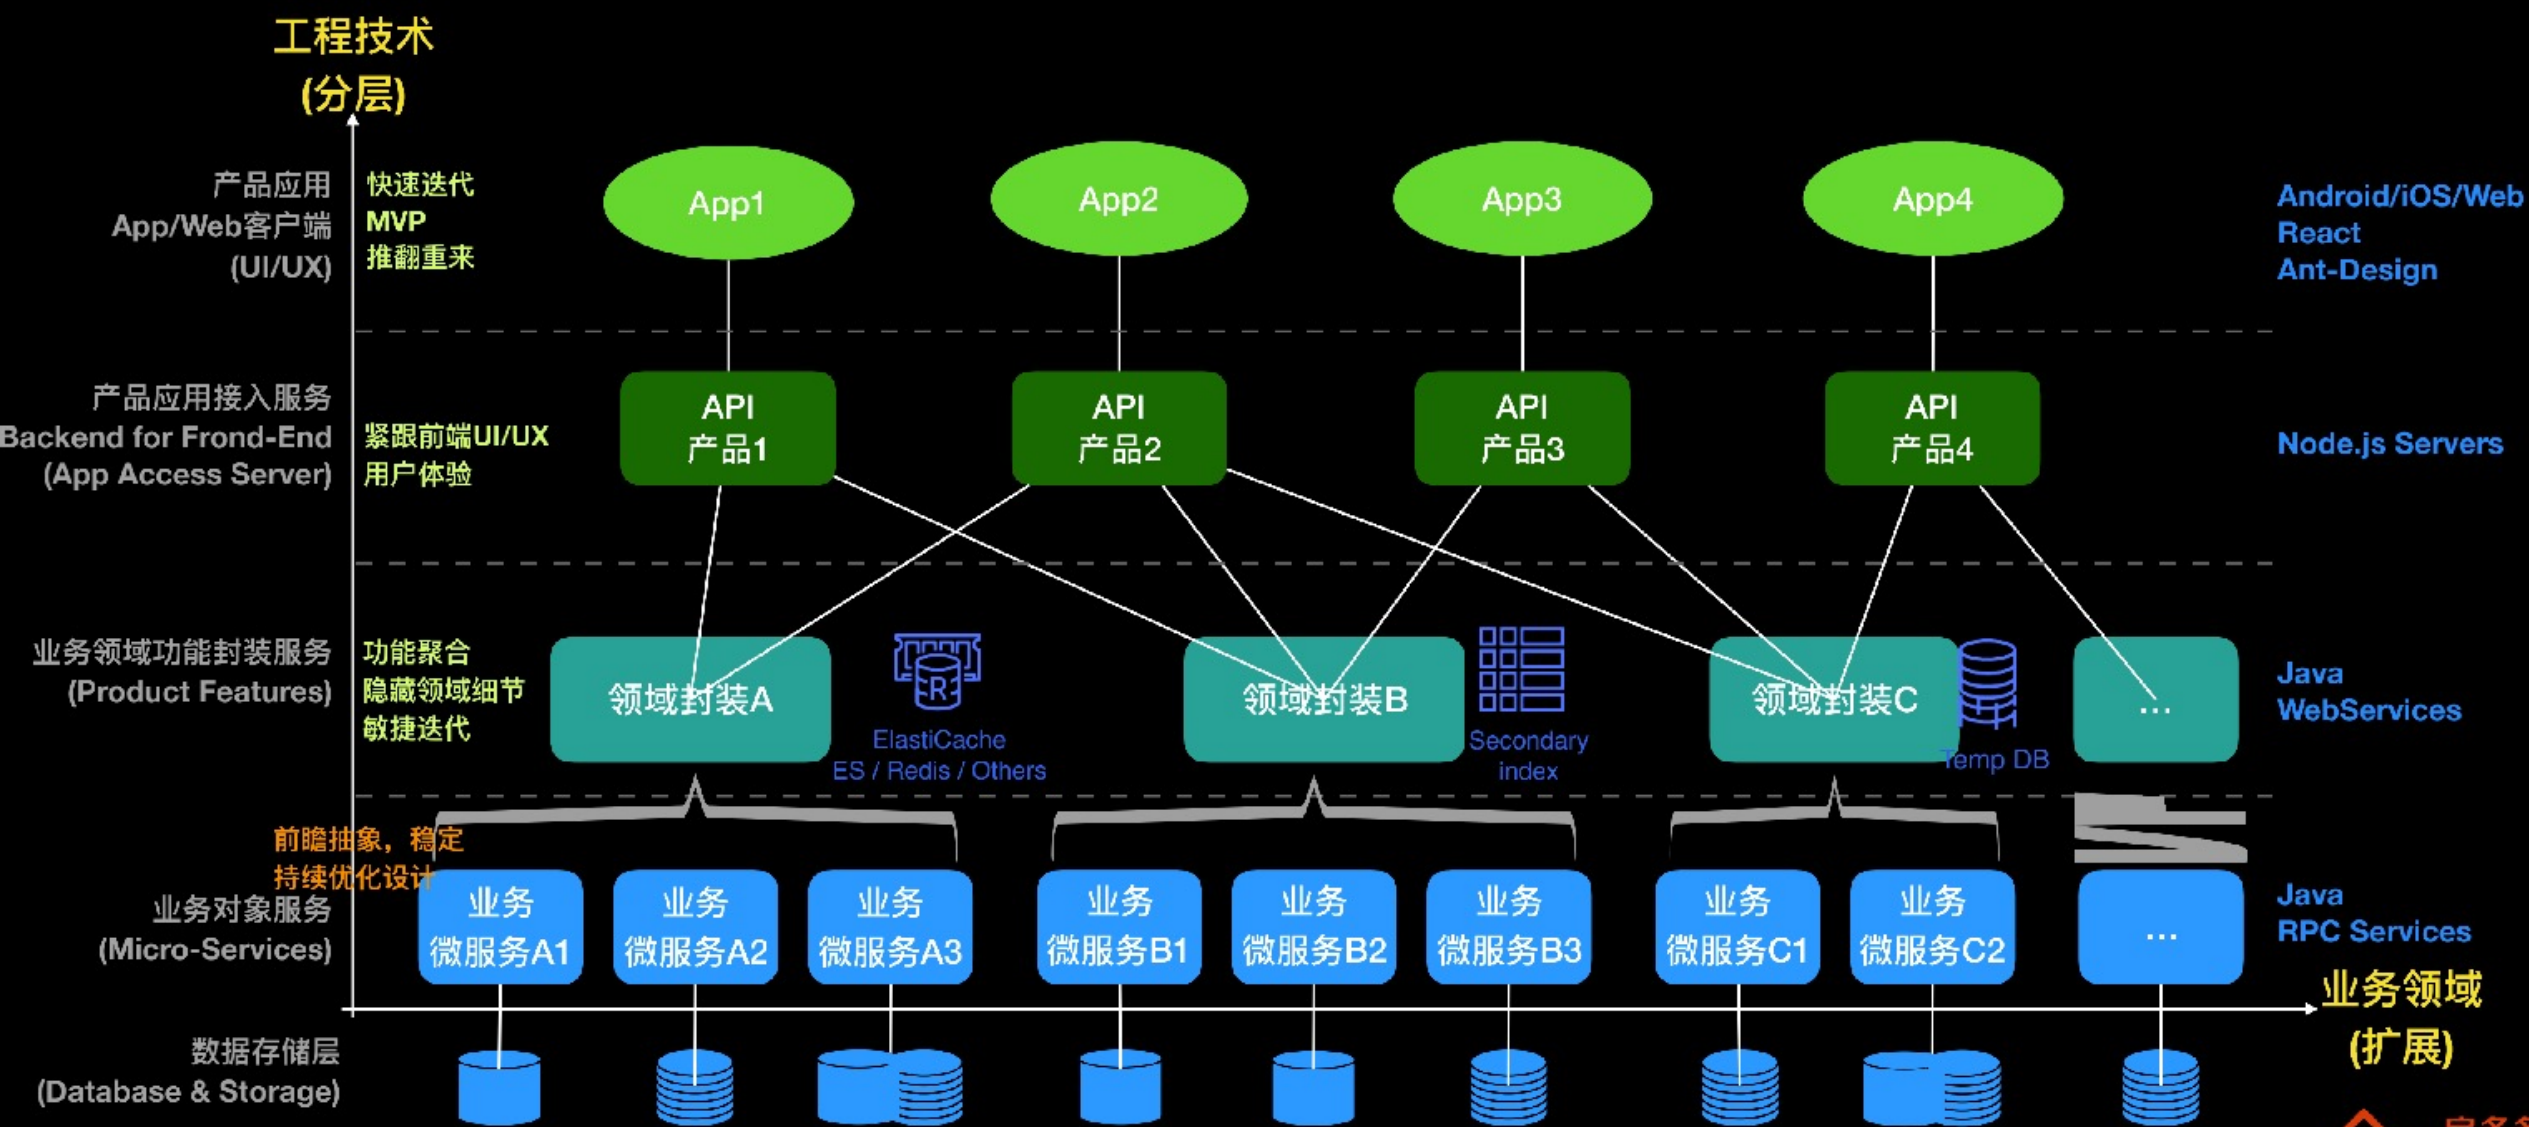 工程技术
(分层)
产品应用
App/Web客户端
(UI/UX)
快速迭代
MVP
推翻重来
App1
App2
App3
App4
Android/iOS/Web
React
Ant-Design
产品应用接入服务
Backend for Frond-End
(App Access Server)
紧跟前端UI/UX
用户体验
API
产品1
API
产品2
API
产品3
API
产品4
Node.js Servers
业务领域功能封装服务
(Product Features)
功能聚合
隐藏领域细节
敏捷迭代
领域封装A
R
ElastiCache
ES / Redis / Others
领域封装B
Secondary
index
领域封装C
Temp DB
...
Java
WebServices
前瞻抽象，稳定
持续优化设计
业务对象服务
(Micro-Services)
业务
微服务A1
业务
微服务A2
业务
微服务A3
业务
微服务B1
业务
微服务B2
业务
微服务B3
业务
微服务C1
业务
微服务C2
...
Java
RPC Services
业务领域
(扩展)
数据存储层
(Database & Storage)